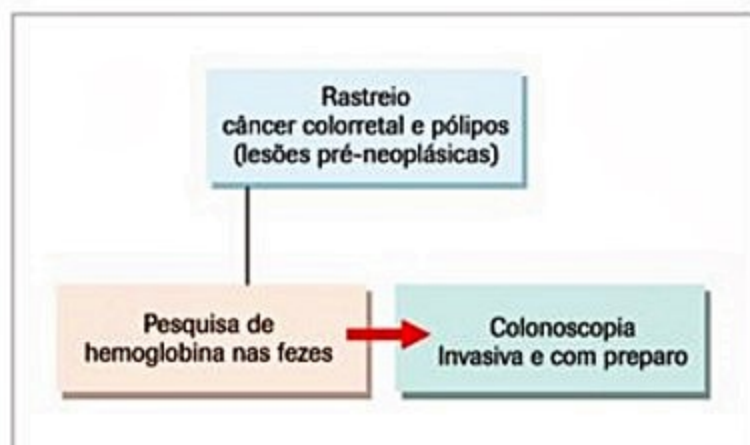 Rastreio
câncer colorretal e pólipos
(lesões pré-neoplásicas)
Pesquisa de
hemoglobina nas fezes
Colonoscopia
Invasiva e com preparo